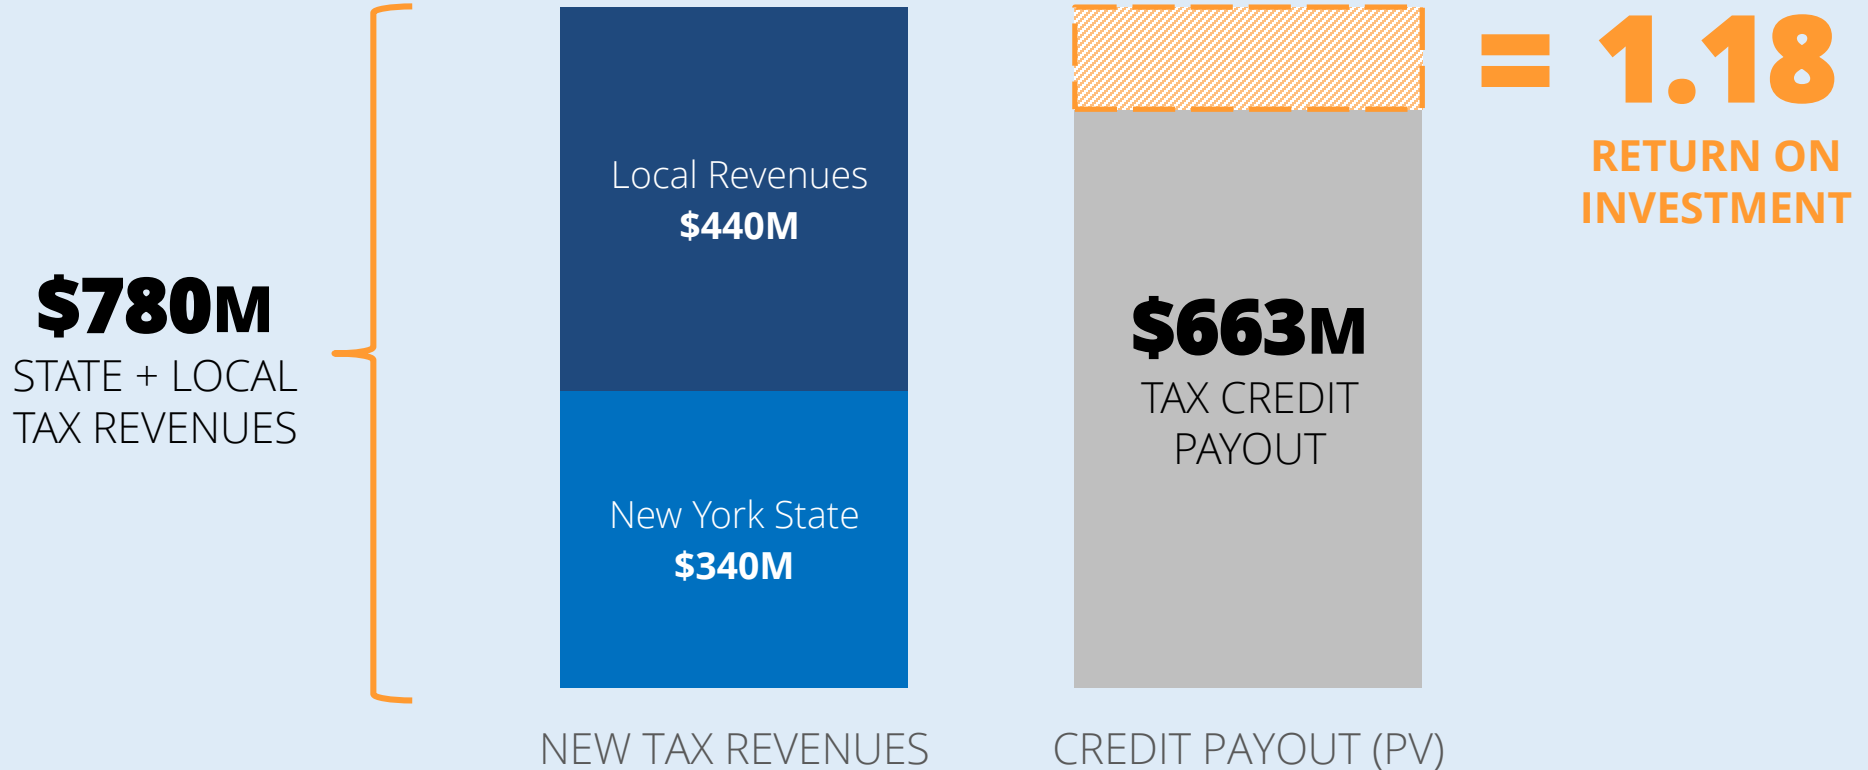 $780M
STATE + LOCAL
TAX REVENUES
Local Revenues
$440M
New York State
$340M
NEW TAX REVENUES
$663M
TAX CREDIT
PAYOUT
CREDIT PAYOUT (PV)
= 1.18
RETURN ON
INVESTMENT